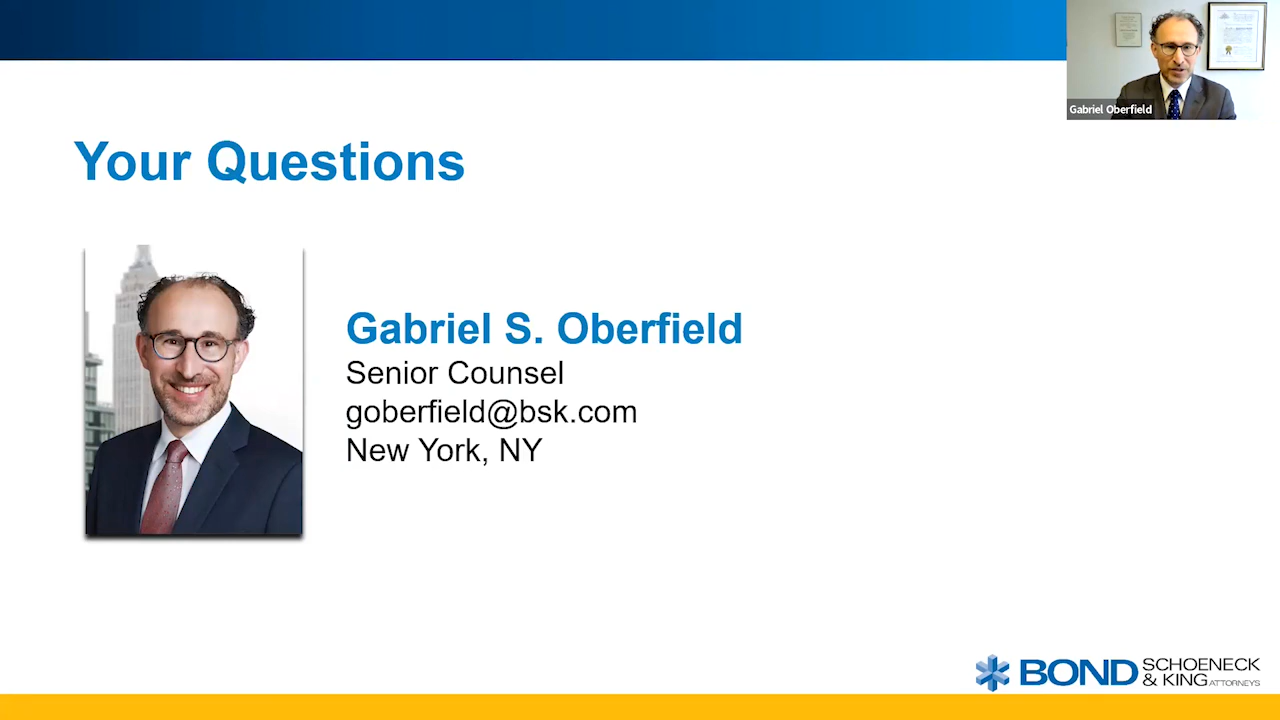 Gabriel Oberfield
Your Questions
Gabriel S. Oberfield
Senior Counsel
goberfield@bsk.com
New York, NY
BOND SCHOENECK
& KING ATTORNEYS